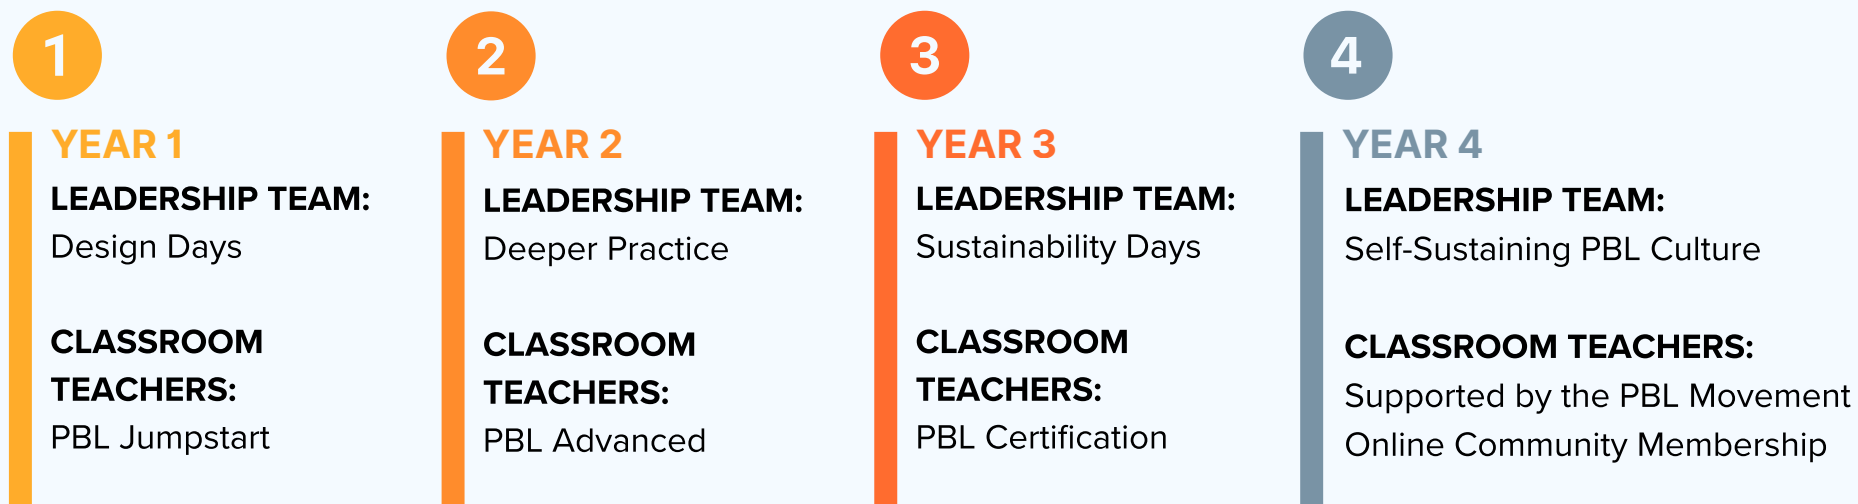 1
YEAR 1
LEADERSHIP TEAM:
Design Days
CLASSROOM
TEACHERS:
PBL Jumpstart
2
YEAR 2
LEADERSHIP TEAM:
Deeper Practice
CLASSROOM
TEACHERS:
PBL Advanced
3
YEAR 3
LEADERSHIP TEAM:
Sustainability Days
CLASSROOM
TEACHERS:
PBL Certification
4
YEAR 4
LEADERSHIP TEAM:
Self-Sustaining PBL Culture
CLASSROOM TEACHERS:
Supported by the PBL Movement
Online Community Membership